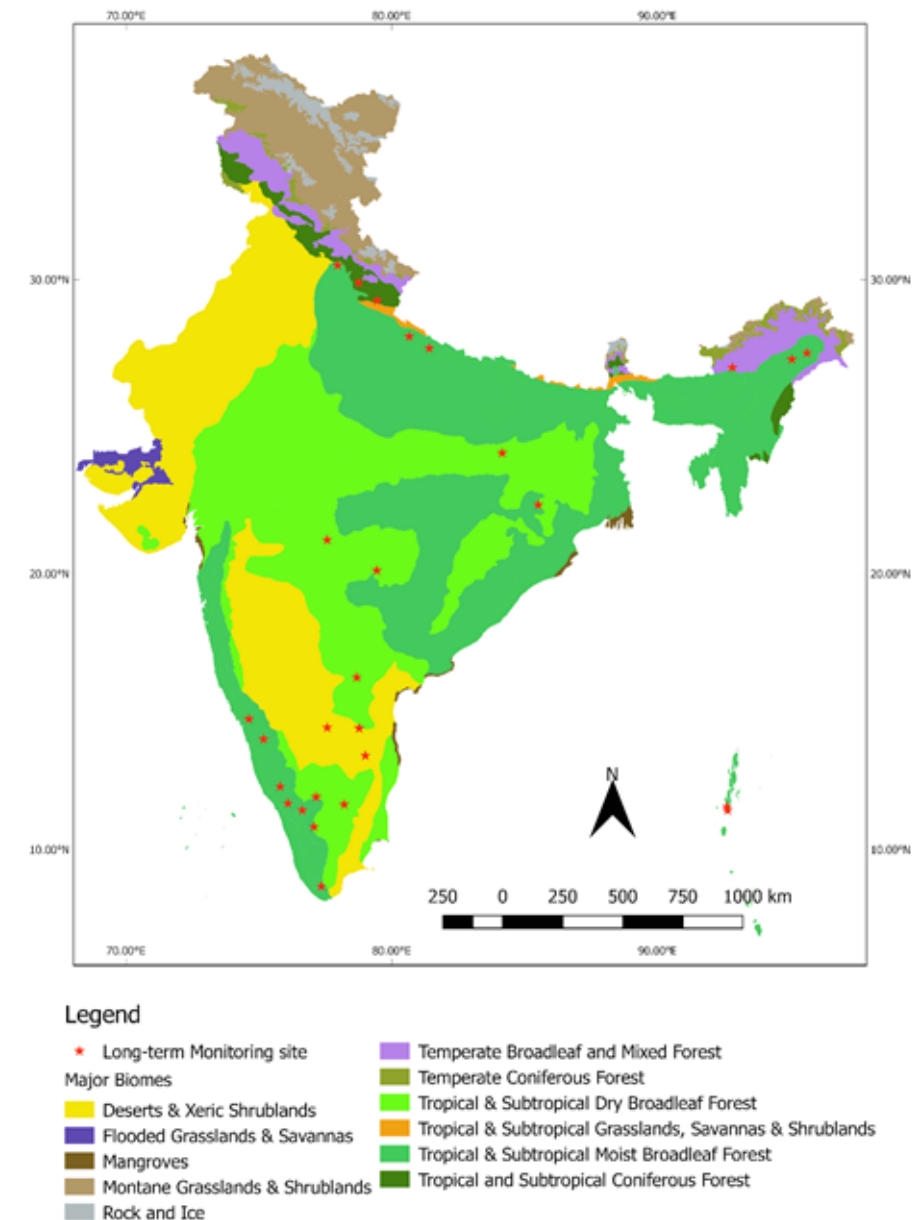 70.00°E 80.00°E 90.00°E
30.00°N 30.00°N
20.00°N 20.00°N
N
10.00°N 10.00°N
250 0 250 500 750 1000 km
70.00°E 80.00°E 90.00°E
Legend
Long-term Monitoring site
Major Biomes
Deserts & Xeric Shrublands
Flooded Grasslands & Savannas
Mangroves
Montane Grasslands & Shrublands
Rock and Ice
Temperate Broadleaf and Mixed Forest
Temperate Coniferous Forest
Tropical & Subtropical Dry Broadleaf Forest
Tropical & Subtropical Grasslands, Savannas & Shrublands
Tropical & Subtropical Moist Broadleaf Forest
Tropical and Subtropical Coniferous Forest